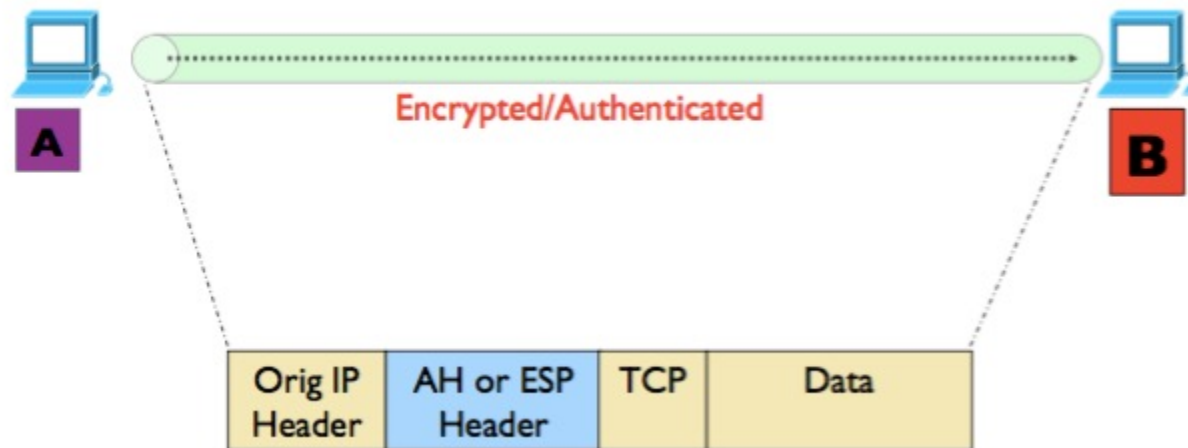 Encrypted/Authenticated
A
B
Orig IP
Header
AH or ESP
Header
TCP
Data